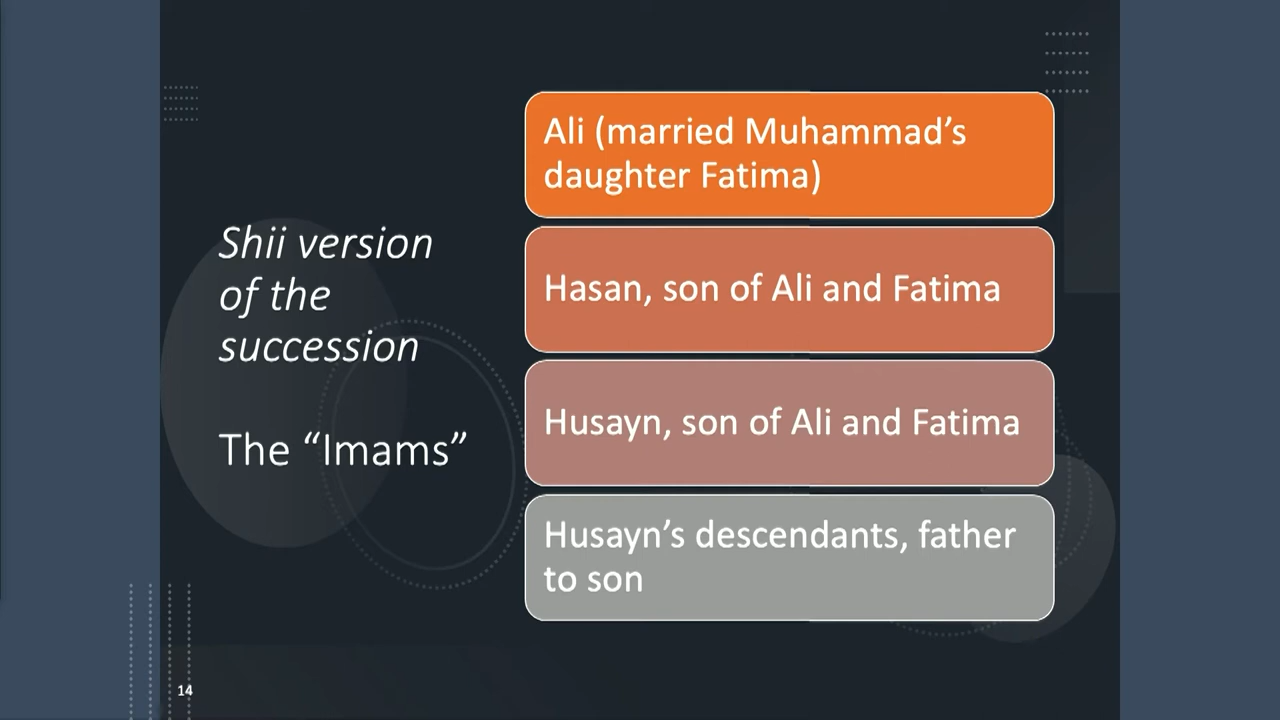 Shii version
of the
succession
The “Imams”
Ali (married Muhammad’s
daughter Fatima)
Hasan, son of Ali and Fatima
Husayn, son of Ali and Fatima
Husayn’s descendants, father
to son
14